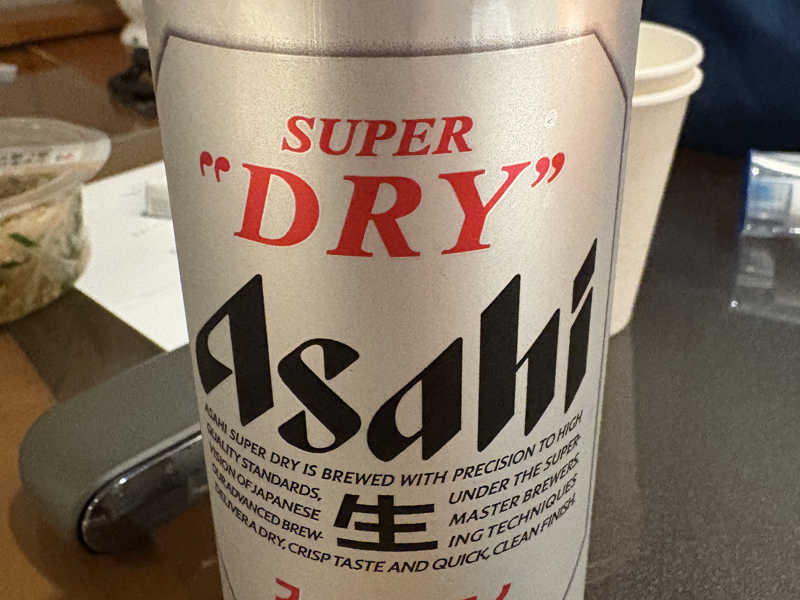 SUPER
"DRY"
Asahi
ASAHI SUPER DRY IS BREWED WITH PRECISION TO HIGH
QUALITY STANDARDS, UNDER THE SUPER-
VISION OF JAPANESE MASTER BREWERS.
OUR ADVANCED BREW- ING TECHNIQUES
DELIVER A DRY, CRISP TASTE AND QUICK, CLEAN FINISH.
生